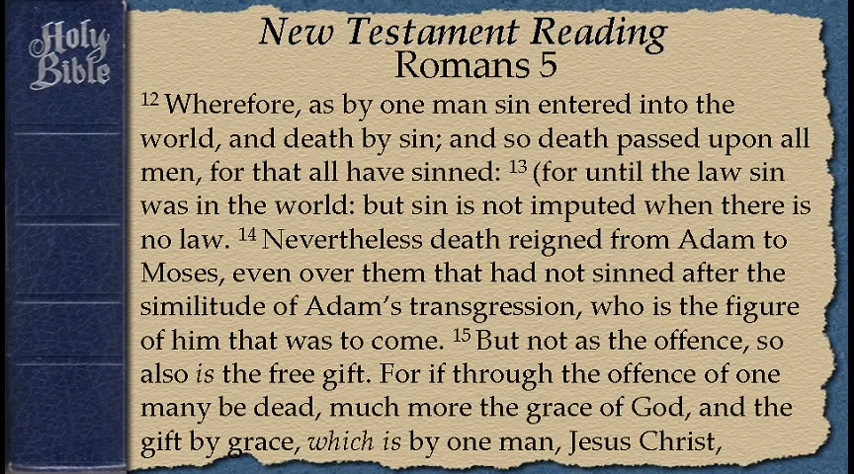 Holy
Bible
New Testament Reading
Romans 5
12 Wherefore, as by one man sin entered into the
world, and death by sin; and so death passed upon all
men, for that all have sinned: 13 (for until the law sin
was in the world: but sin is not imputed when there is
no law. 14 Nevertheless death reigned from Adam to
Moses, even over them that had not sinned after the
similitude of Adam's transgression, who is the figure
of him that was to come. 15 But not as the offence, so
also is the free gift. For if through the offence of one
many be dead, much more the grace of God, and the
gift by grace, which is by one man, Jesus Christ,